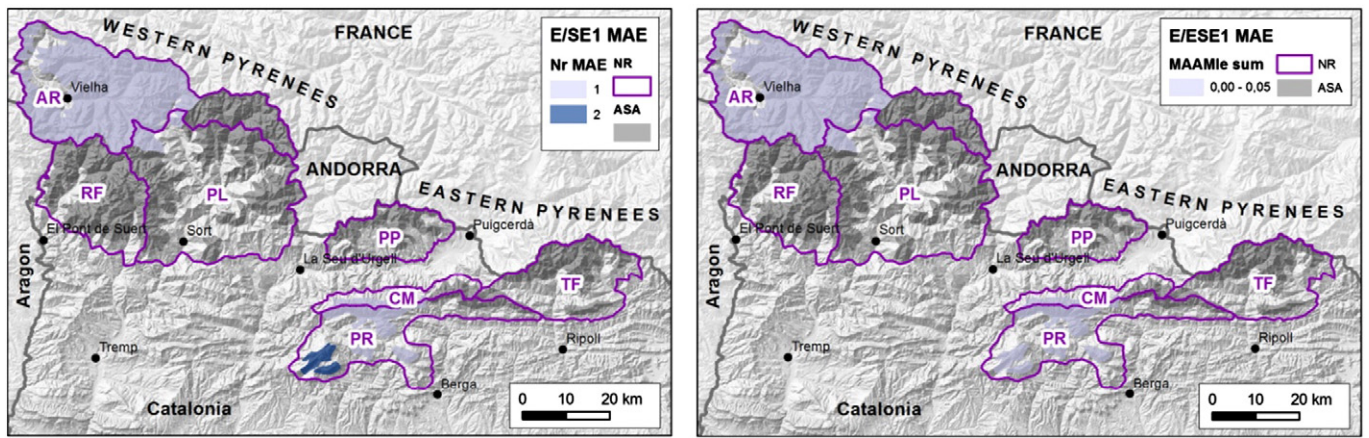 WESTERN PYRENEES
FRANCE
E/SE1 MAE
Nr MAE NR
1
ASA
2
AR
Vielha
ANDORRA
RF
PL
EASTERN PYRENEES
El Pont de Suert
Sort
PP
Puigcerdà
La Seu d'Urgell
Aragon
CM
TF
PR
Tremp
Ripoll
Berga
Catalonia
0 10 20 km
WESTERN PYRENEES
FRANCE
E/ESE1 MAE
MAAMIe sum NR
0,00 - 0,05 ASA
AR
Vielha
ANDORRA
RF
PL
EASTERN PYRENEES
El Pont de Suert
Sort
PP
Puigcerdà
La Seu d'Urgell
Aragon
CM
TF
PR
Tremp
Ripoll
Berga
Catalonia
0 10 20 km